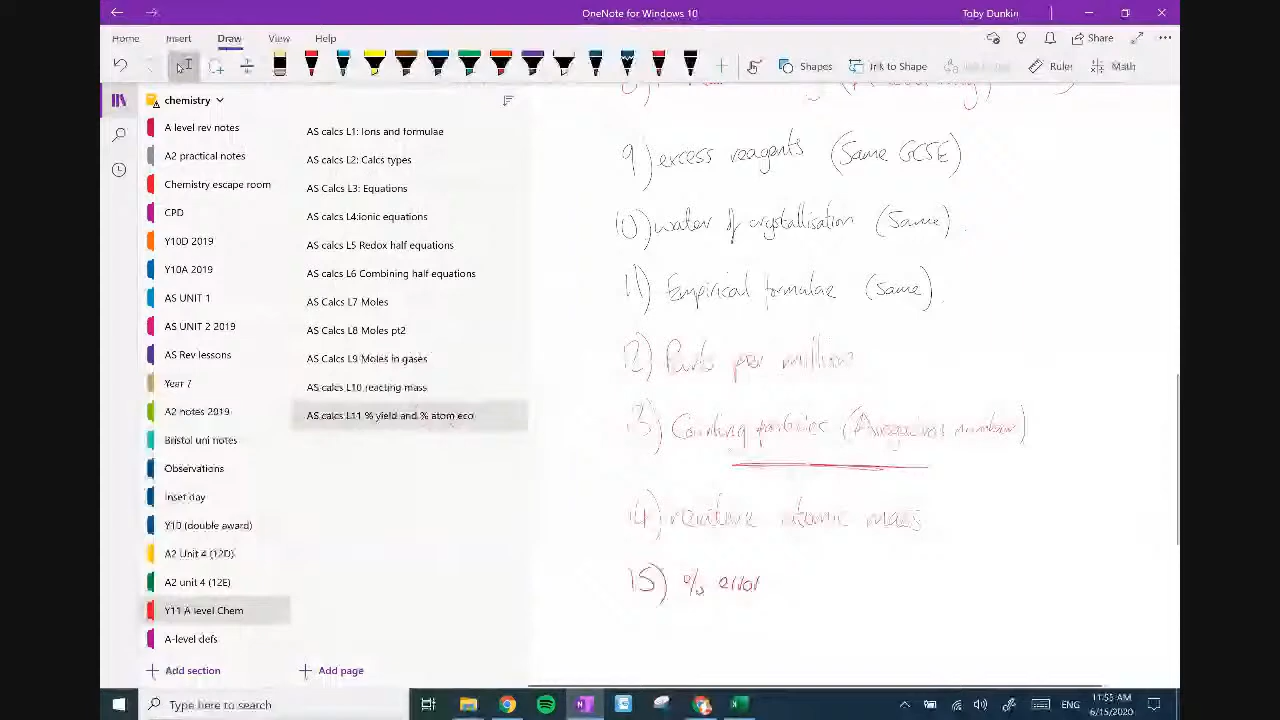 OneNote for Windows 10
Toby Dunkin
Home Insert Draw View Help
Share
Shapes Ink to Shape Ruler Math
chemistry
A level rev notes
A2 practical notes
Chemistry escape room
CPD
Y10D 2019
Y10A 2019
AS UNIT 1
AS UNIT 2 2019
AS Rev lessons
Year 7
A2 notes 2019
Bristol uni notes
Observations
Inset day
Y10 (double award)
A2 Unit 4 (12D)
A2 unit 4 (12E)
Y11 A level Chem
A-level defs
Add section
AS calcs L1: Ions and formulae
AS calcs L2: Calcs types
AS Calcs L3: Equations
AS calcs L4:ionic equations
AS calcs L5 Redox half equations
AS calcs L6 Combining half equations
AS Calcs L7 Moles
AS Calcs L8 Moles pt2
AS Calcs L9 Moles in gases
AS calcs L10 reacting mass
AS calcs L11 % yield and % atom eco
Add page
9) excess reagents (Same GCSE)
10) water of crystallisation (Same)
11) Empirical formulae (Same)
12) Parts per million
13) Counting particles (Avogadros number)
14) relative atomic mass
15) % error
Type here to search
ENG
11:55 AM
6/15/2020